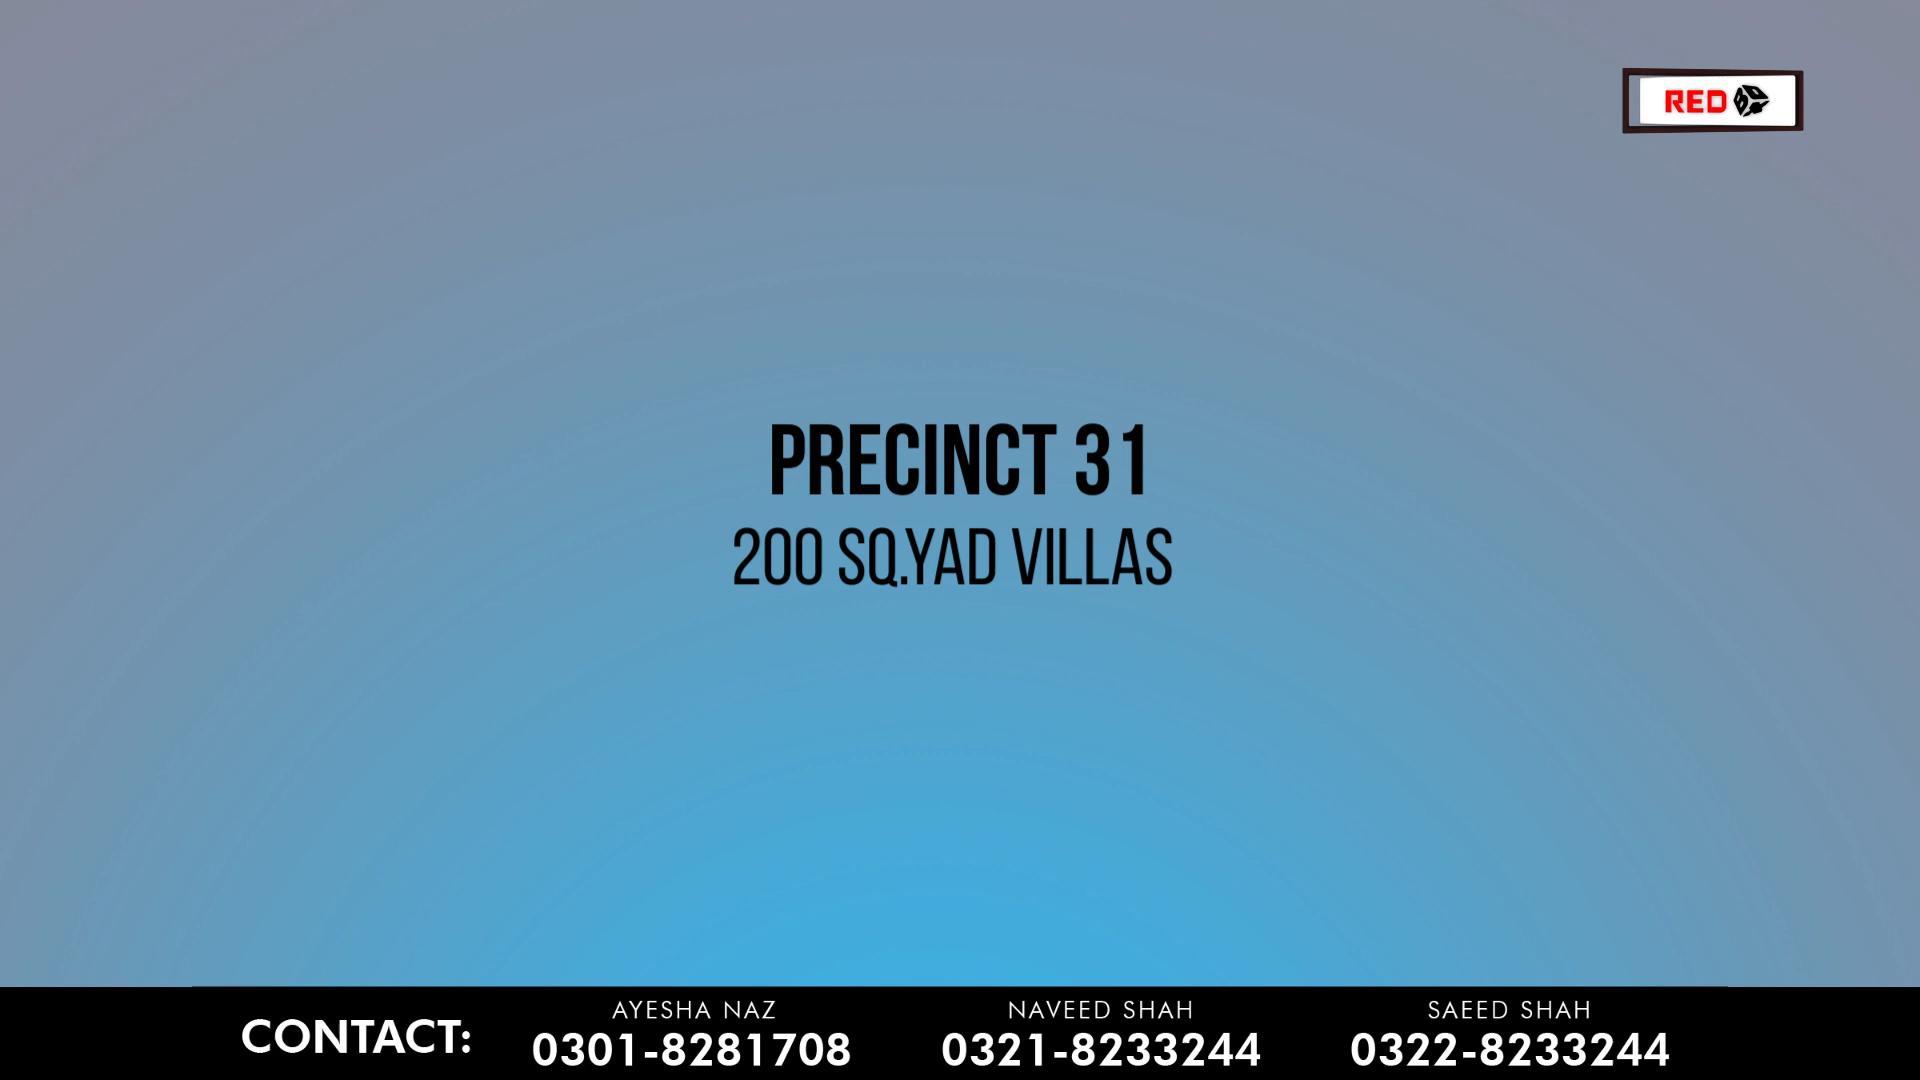 RED
PRECINCT 31
200 SQ.YAD VILLAS
CONTACT:
AYESHA NAZ
0301-8281708
NAVEED SHAH
0321-8233244
SAEED SHAH
0322-8233244